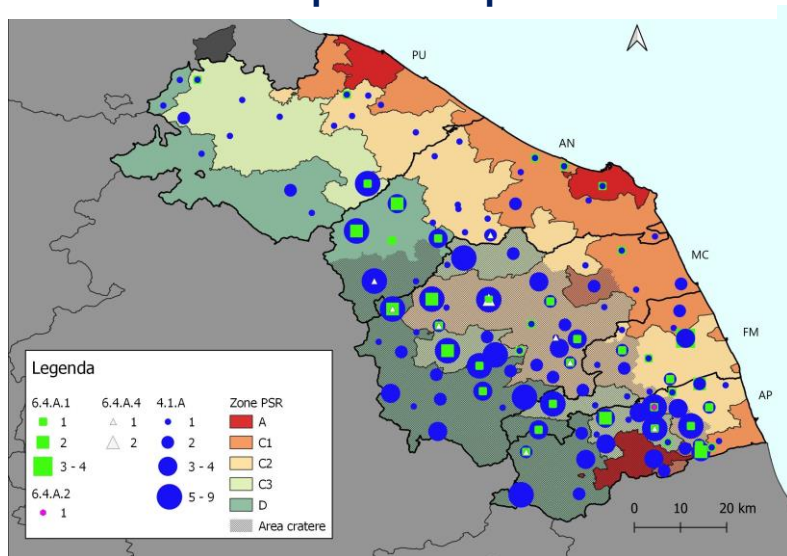 PU
AN
MC
FM
AP
Legenda
6.4.A.1
1
2
3 - 4
6.4.A.2
1
6.4.A.4
1
2
4.1.A
1
2
3 - 4
5 - 9
Zone PSR
A
C1
C2
C3
D
Area cratere
0 10 20 km